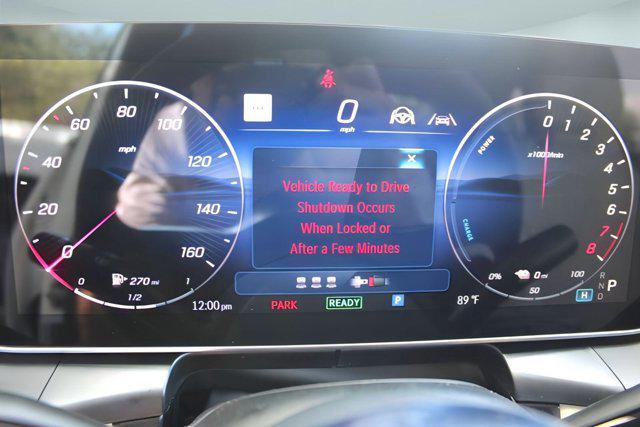 80
60 100
mph
40 120
20 140
0 160
270 mi
0 1/2 1
12:00 pm
0
mph
Vehicle Ready to Drive
Shutdown Occurs
When Locked or
After a Few Minutes
PARK READY P 89 °F
POWER
CHARGE
0 1 2 3 4 5 6 7 8
x1000/min
0% 0 mi 100
50
R
N P
H D